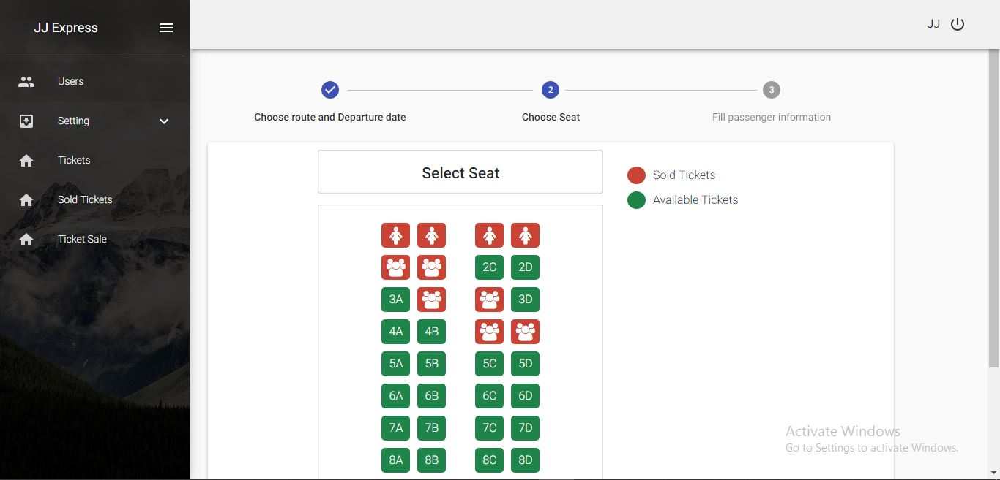 JJ Express
JJ
Users
Setting
Tickets
Sold Tickets
Ticket Sale
2
3
Choose route and Departure date
Choose Seat
Fill passenger information
Select Seat
Sold Tickets
Available Tickets
2C 2D
3A 3D
4A 4B
5A 5B 5C 5D
6A 6B 6C 6D
7A 7B 7C 7D
8A 8B 8C 8D
Activate Windows
Go to Settings to activate Windows.